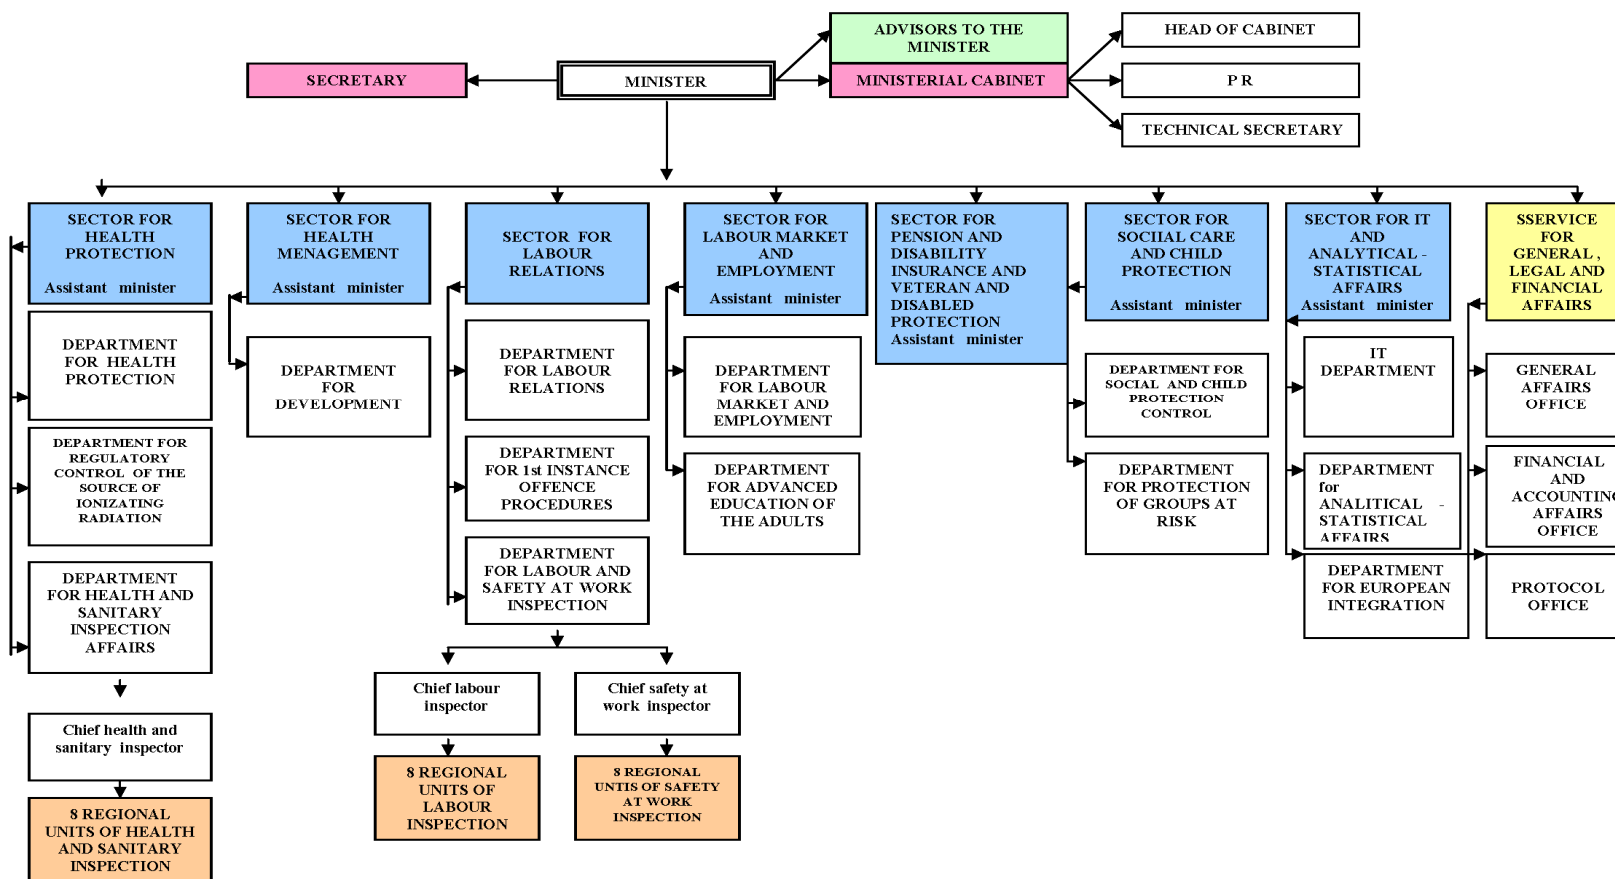 ADVISORS TO THE
MINISTER
HEAD OF CABINET
SECRETARY
MINISTER
MINISTERIAL CABINET
P R
TECHNICAL SECRETARY
SECTOR FOR
HEALTH
PROTECTION
Assistant minister
SECTOR FOR
HEALTH
MENAGEMENT
Assistant minister
SECTOR FOR
LABOUR
RELATIONS
SECTOR FOR
LABOUR MARKET
AND
EMPLOYMENT
Assistant minister
SECTOR FOR
PENSION AND
DISABILITY
INSURANCE AND
VETERAN AND
DISABLED
PROTECTION
Assistant minister
SECTOR FOR
SOCIIAL CARE
AND CHILD
PROTECTION
Assistant minister
SECTOR FOR IT
AND
ANALYTICAL -
STATISTICAL
AFFAIRS
Assistant minister
SSERVICE
FOR
GENERAL ,
LEGAL AND
FINANCIAL
AFFAIRS
DEPARTMENT
FOR HEALTH
PROTECTION
DEPARTMENT
FOR
DEVELOPMENT
DEPARTMENT
FOR LABOUR
RELATIONS
DEPARTMENT
FOR LABOUR
MARKET AND
EMPLOYMENT
DEPARTMENT FOR
SOCIAL AND CHILD
PROTECTION
CONTROL
IT
DEPARTMENT
GENERAL
AFFAIRS
OFFICE
DEPARTMENT FOR
REGULATORY
CONTROL OF THE
SOURCE OF
IONIZATING
RADIATION
DEPARTMENT
FOR 1st INSTANCE
OFFENCE
PROCEDURES
DEPARTMENT
FOR ADVANCED
EDUCATION OF
THE ADULTS
DEPARTMENT
FOR PROTECTION
OF GROUPS AT
RISK
DEPARTMENT
for
ANALITICAL -
STATISTICAL
AFFAIRS
FINANCIAL
AND
ACCOUNTING
AFFAIRS
OFFICE
DEPARTMENT
FOR HEALTH AND
SANITARY
INSPECTION
AFFAIRS
DEPARTMENT
FOR LABOUR AND
SAFETY AT WORK
INSPECTION
DEPARTMENT
FOR EUROPEAN
INTEGRATION
PROTOCOL
OFFICE
Chief health and
sanitary inspector
Chief labour
inspector
Chief safety at
work inspector
8 REGIONAL
UNITS OF HEALTH
AND SANITARY
INSPECTION
8 REGIONAL
UNITS OF
LABOUR
INSPECTION
8 REGIONAL
UNTIS OF SAFETY
AT WORK
INSPECTION